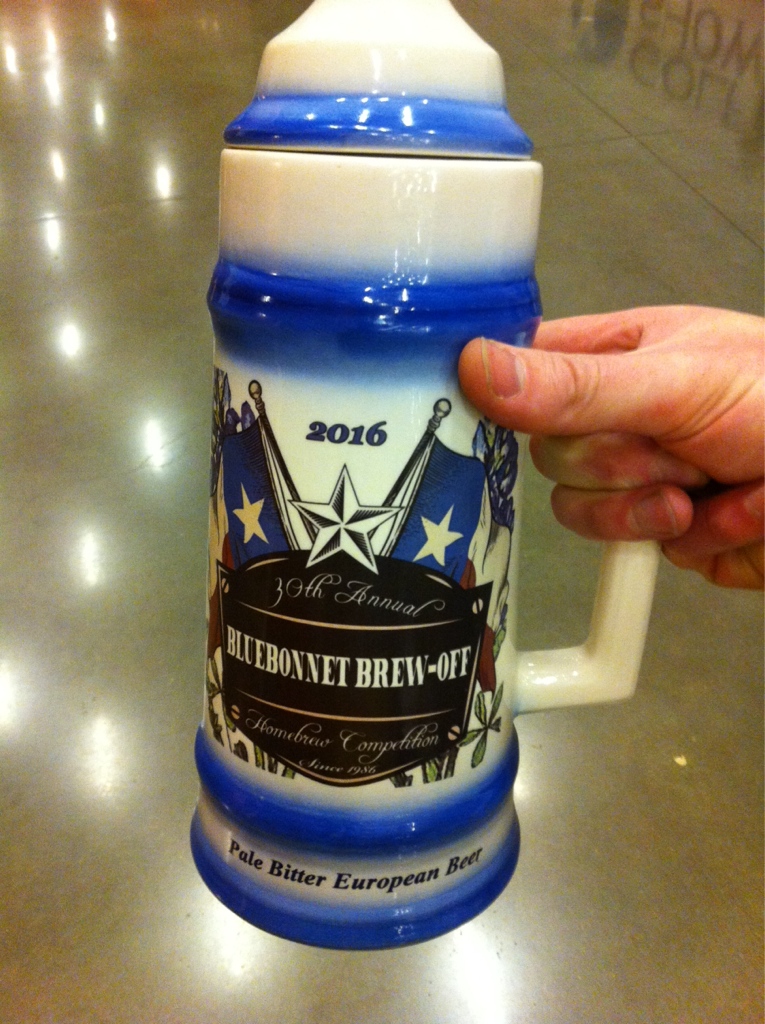 2016
30th Annual
BLUEBONNET BREW-OFF
Homebrew Competition
Since 1986
Pale Bitter European Beer